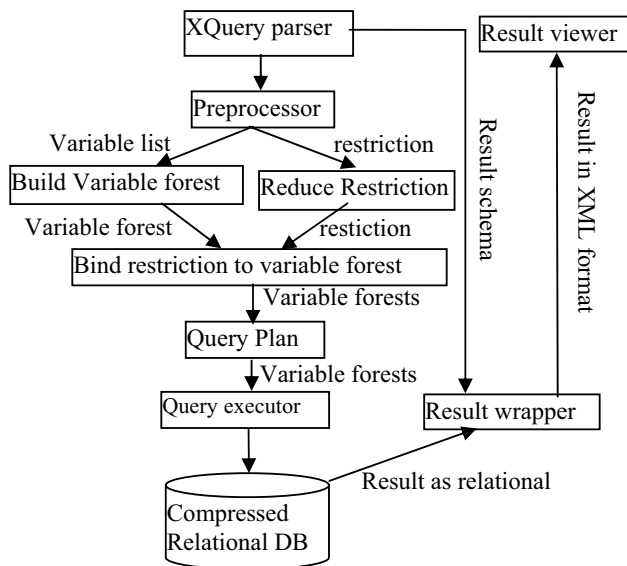 XQuery parser
Result viewer
Preprocessor
Variable list
restriction
Build Variable forest
Reduce Restriction
Result schema
Result in XML format
Variable forest
restiction
Bind restriction to variable forest
Variable forests
Query Plan
Variable forests
Query executor
Result wrapper
Result as relational
Compressed
Relational DB